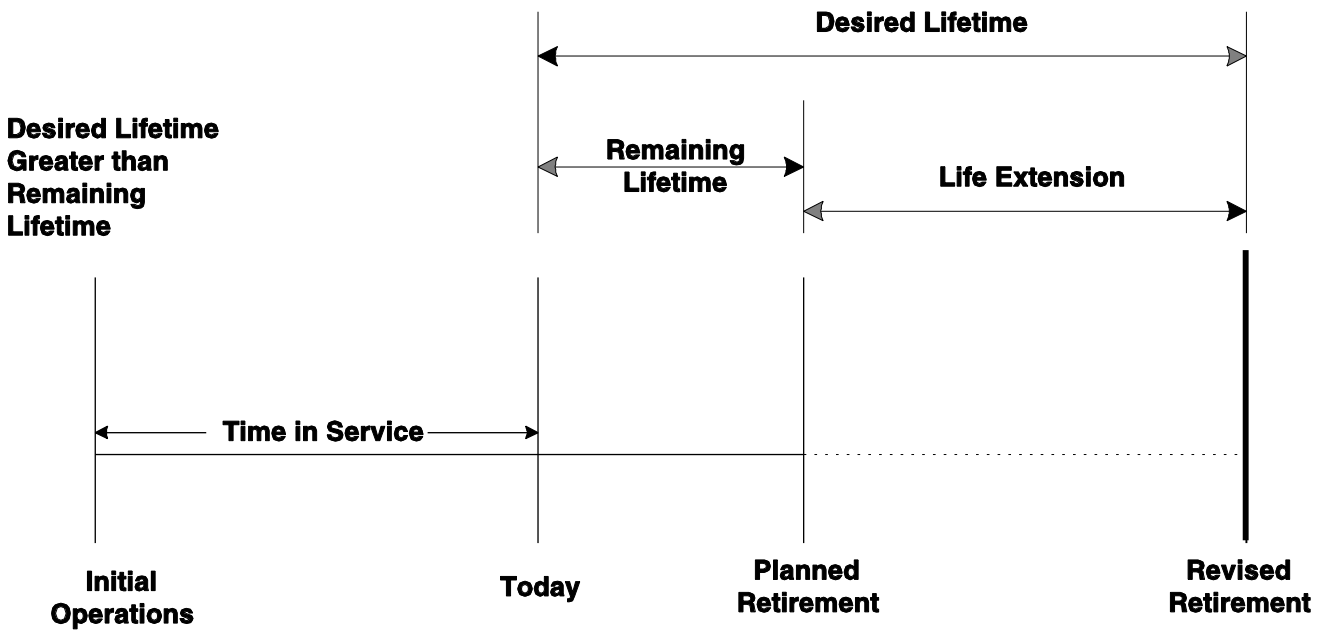 Desired Lifetime
Desired Lifetime
Greater than
Remaining
Lifetime
Remaining
Lifetime
Life Extension
Time in Service
Initial
Operations
Today
Planned
Retirement
Revised
Retirement